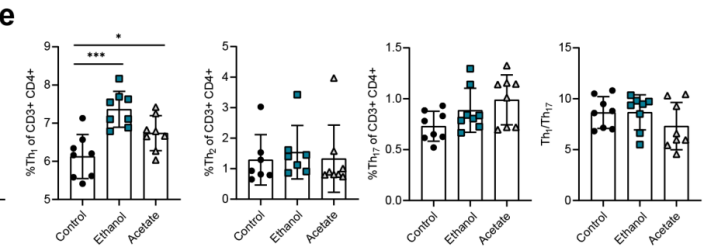 e
*
***
%Th1 of CD3+ CD4+
9
8
7
6
5
Control
Ethanol
Acetate
%Th2 of CD3+ CD4+
5
4
3
2
1
0
Control
Ethanol
Acetate
%Th17 of CD3+ CD4+
1.5
1.0
0.5
0.0
Control
Ethanol
Acetate
Th1/Th17
15
10
5
0
Control
Ethanol
Acetate